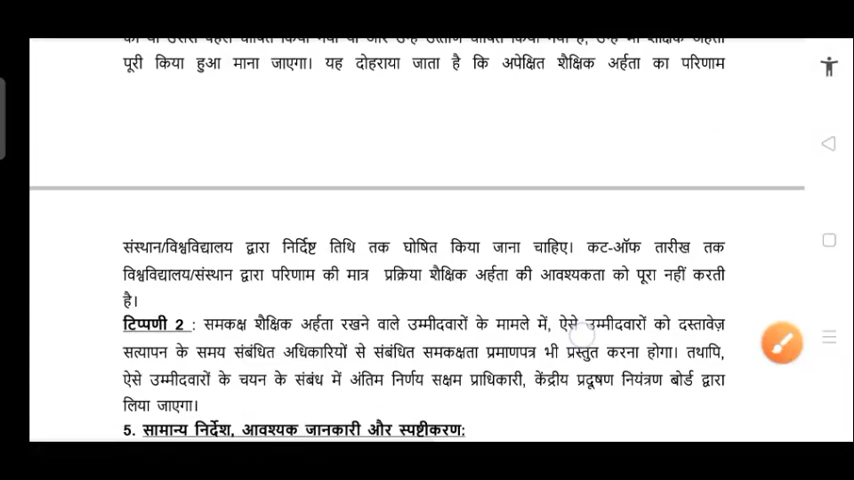 पूरी किया हुआ माना जाएगा। यह दोहराया जाता है कि अपेक्षित शैक्षिक अर्हता का परिणाम
संस्थान/विश्वविद्यालय द्वारा निर्दिष्ट तिथि तक घोषित किया जाना चाहिए। कट-ऑफ तारीख तक
विश्वविद्यालय/संस्थान द्वारा परिणाम की मात्र प्रक्रिया शैक्षिक अर्हता की आवश्यकता को पूरा नहीं करती
है।
टिप्पणी 2 : समकक्ष शैक्षिक अर्हता रखने वाले उम्मीदवारों के मामले में, ऐसे उम्मीदवारों को दस्तावेज़
सत्यापन के समय संबंधित अधिकारियों से संबंधित समकक्षता प्रमाणपत्र भी प्रस्तुत करना होगा। तथापि,
ऐसे उम्मीदवारों के चयन के संबंध में अंतिम निर्णय सक्षम प्राधिकारी, केंद्रीय प्रदूषण नियंत्रण बोर्ड द्वारा
लिया जाएगा।
5. सामान्य निर्देश, आवश्यक जानकारी और स्पष्टीकरण: